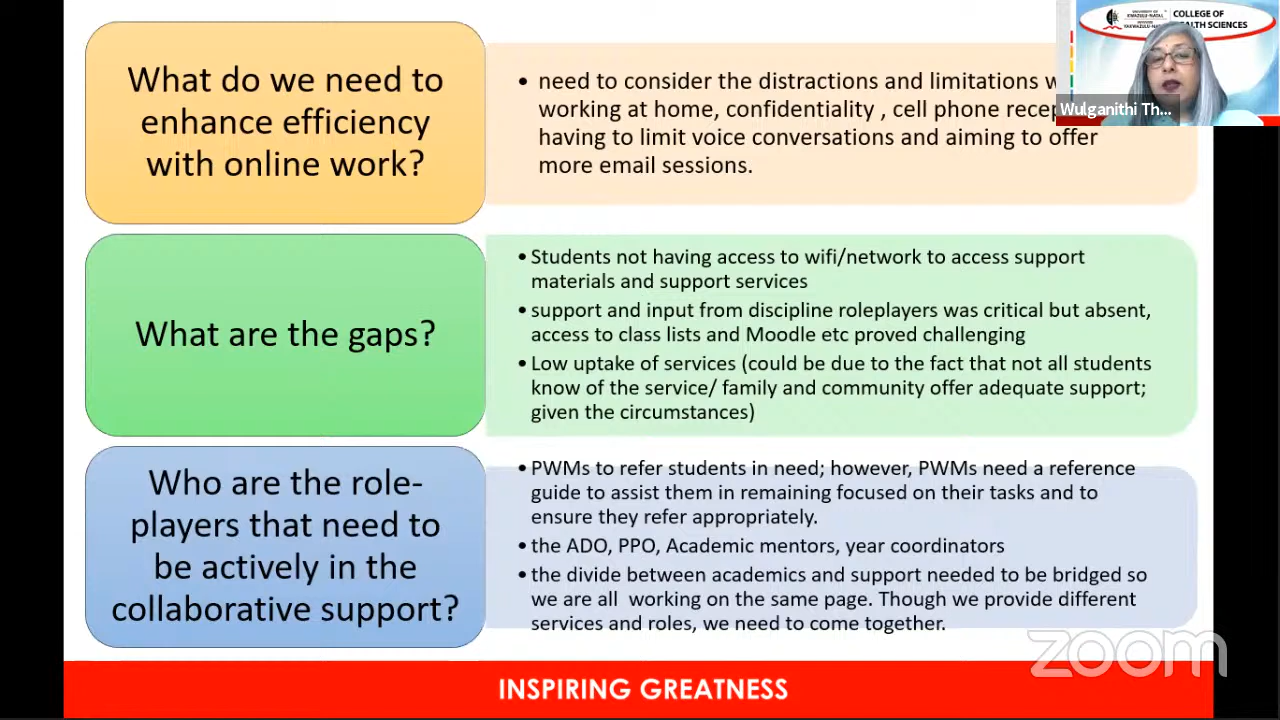 What do we need to
enhance efficiency
with online work?
• need to consider the distractions and limitations
working at home, confidentiality , cell phone
having to limit voice conversations and aiming to offer
more email sessions.
What are the gaps?
• Students not having access to wifi/network to access support
materials and support services
• support and input from discipline roleplayers was critical but absent,
access to class lists and Moodle etc proved challenging
• Low uptake of services (could be due to the fact that not all students
know of the service/ family and community offer adequate support;
given the circumstances)
Who are the role-
players that need to
be actively in the
collaborative support?
• PWMs to refer students in need; however, PWMs need a reference
guide to assist them in remaining focused on their tasks and to
ensure they refer appropriately.
• the ADO, PPO, Academic mentors, year coordinators
• the divide between academics and support needed to be bridged so
we are all working on the same page. Though we provide different
services and roles, we need to come together.
INSPIRING GREATNESS
UNIVERSITY OF
KWAZULU-NATAL
INYUVESI
YAKWAZULU-NATALI
COLLEGE OF
HEALTH SCIENCES
Wulganithi Th...
zoom